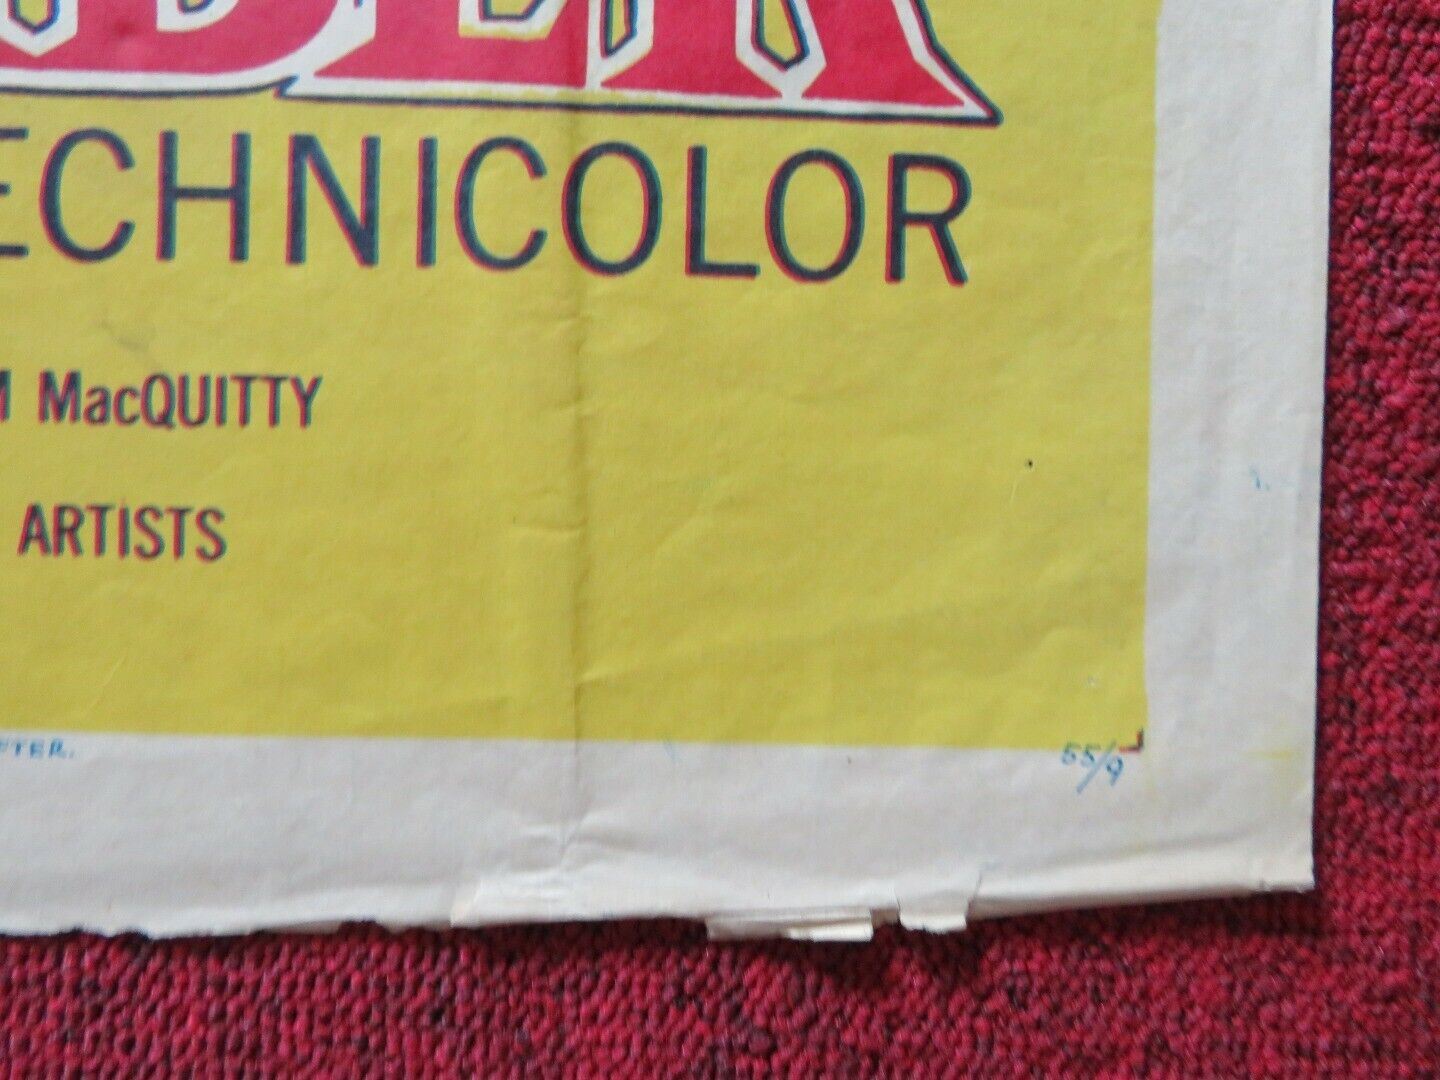 ECHNICOLOR
M MacQUITTY
ARTISTS
55/9